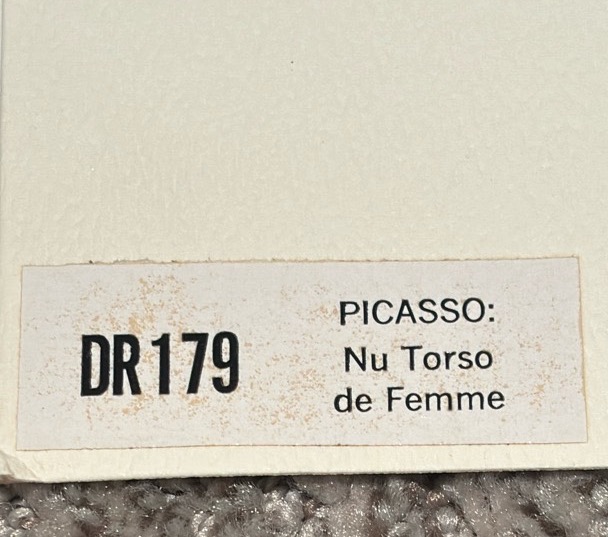 DR179
PICASSO:
Nu Torso
de Femme